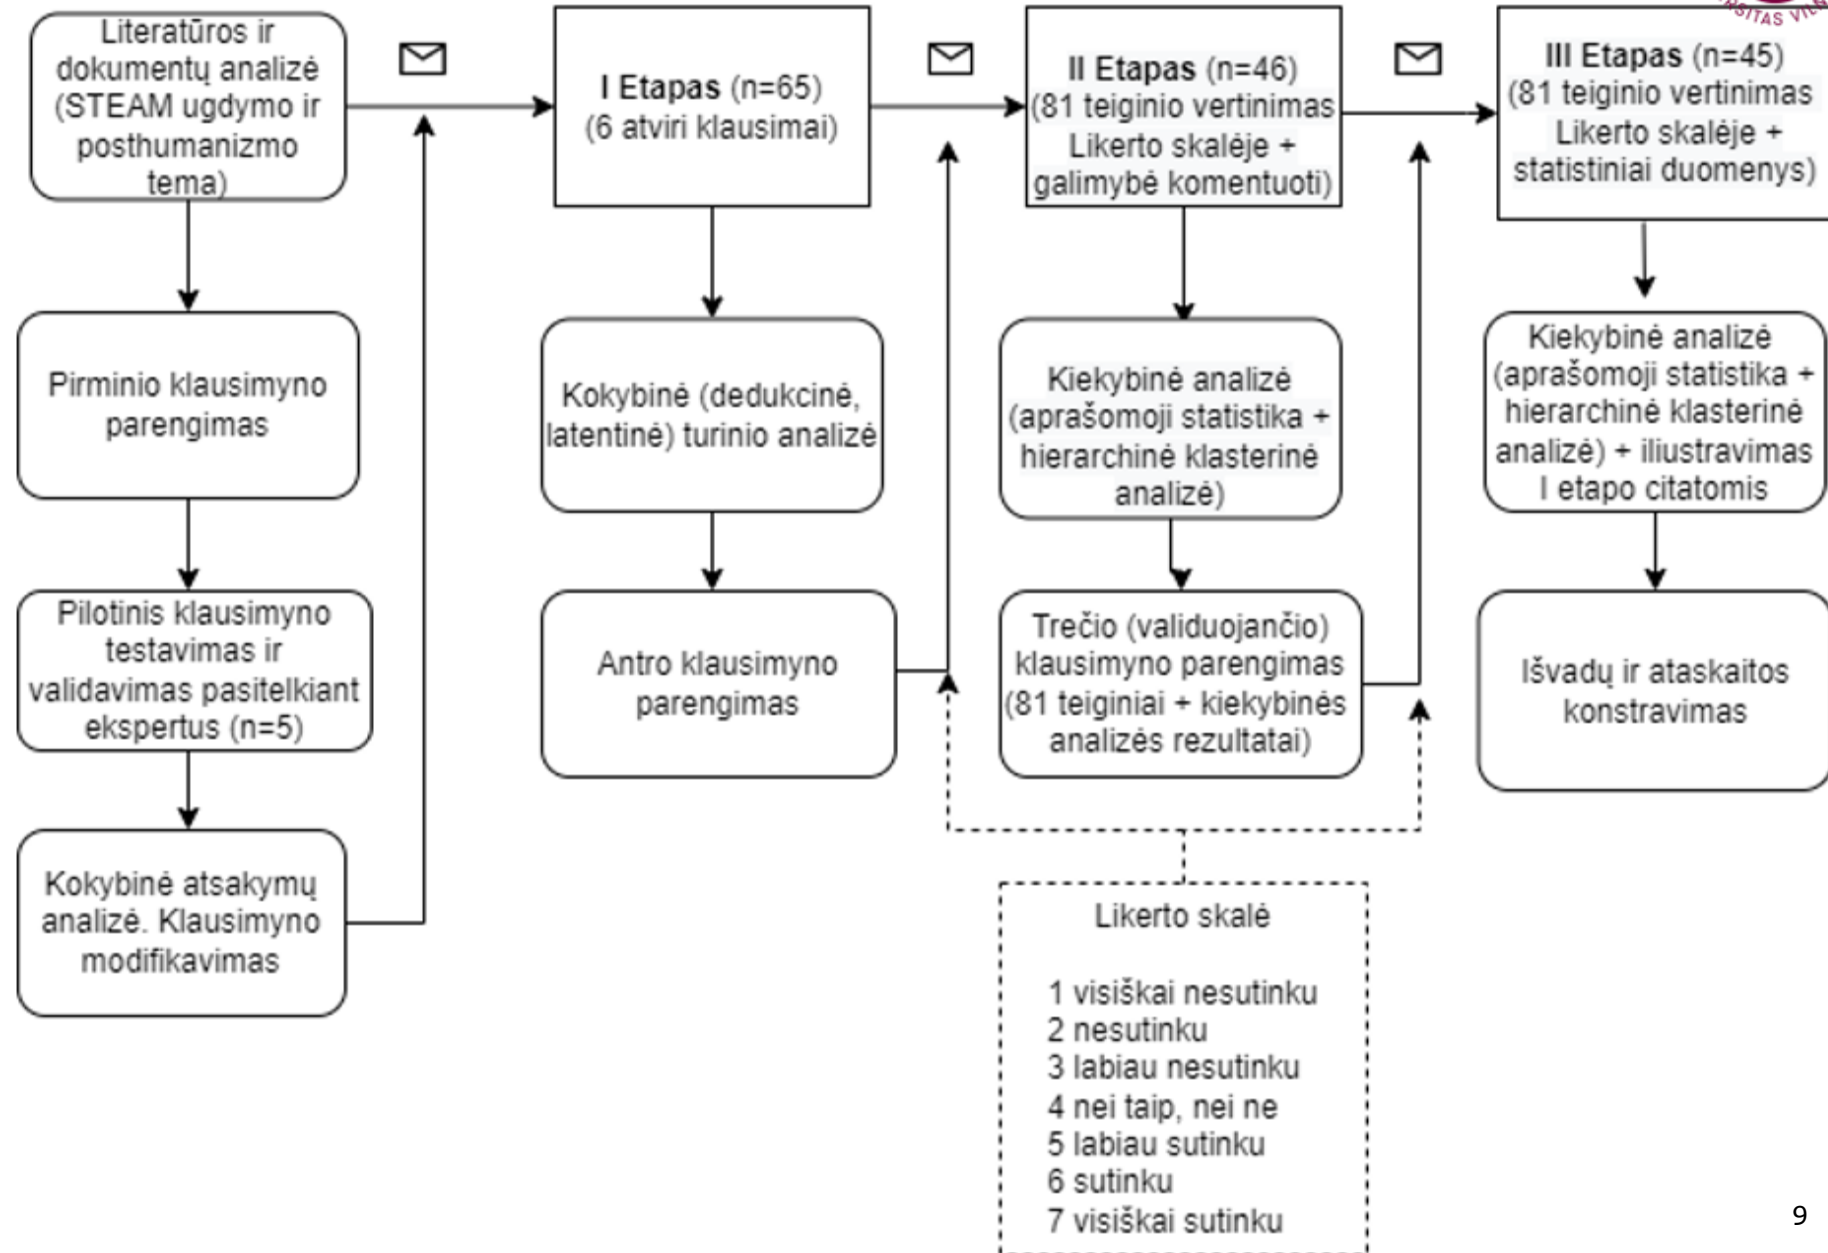 Literatūros ir
dokumentų analizė
(STEAM ugdymo ir
posthumanizmo
tema)
Pirminio klausimyno
parengimas
Pilotinis klausimyno
testavimas ir
validavimas pasitelkiant
ekspertus (n=5)
Kokybinė atsakymų
analizė. Klausimyno
modifikavimas
I Etapas (n=65)
(6 atviri klausimai)
Kokybinė (dedukcinė,
latentinė) turinio analizė
Antro klausimyno
parengimas
II Etapas (n=46)
(81 teiginio vertinimas
Likerto skalėje +
galimybė komentuoti)
Kiekybinė analizė
(aprašomoji statistika +
hierarchinė klasterinė
analizė)
Trečio (validuojančio)
klausimyno parengimas
(81 teiginiai + kiekybinės
analizės rezultatai)
Likerto skalė
1 visiškai nesutinku
2 nesutinku
3 labiau nesutinku
4 nei taip, nei ne
5 labiau sutinku
6 sutinku
7 visiškai sutinku
III Etapas (n=45)
(81 teiginio vertinimas
Likerto skalėje +
statistiniai duomenys)
Kiekybinė analizė
(aprašomoji statistika +
hierarchinė klasterinė
analizė) + iliustravimas
I etapo citatomis
Išvadų ir ataskaitos
konstravimas
9